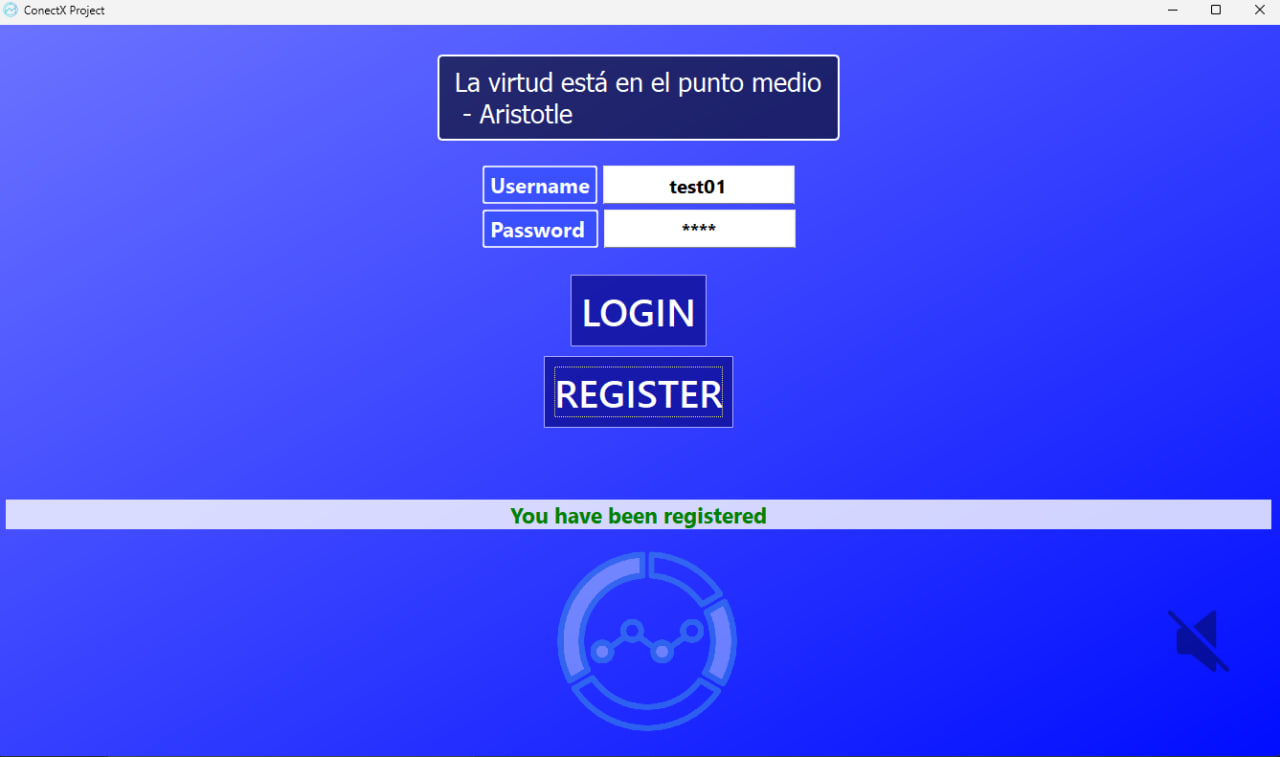 ConectX Project
La virtud está en el punto medio
- Aristotle
Username test01
Password ****
LOGIN
REGISTER
You have been registered